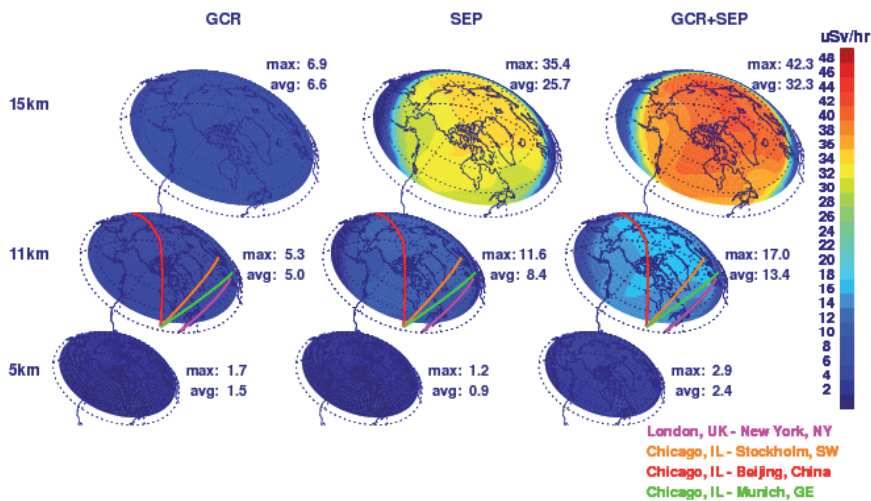 GCR
SEP
GCR+SEP
uSv/hr
15km
max: 6.9
avg: 6.6
max: 35.4
avg: 25.7
max: 42.3
avg: 32.3
11km
max: 5.3
avg: 5.0
max: 11.6
avg: 8.4
max: 17.0
avg: 13.4
5km
max: 1.7
avg: 1.5
max: 1.2
avg: 0.9
max: 2.9
avg: 2.4
48
46
44
42
40
38
36
34
32
30
28
26
24
22
20
18
16
14
12
10
8
6
4
2
London, UK - New York, NY
Chicago, IL - Stockholm, SW
Chicago, IL - Beijing, China
Chicago, IL - Munich, GE